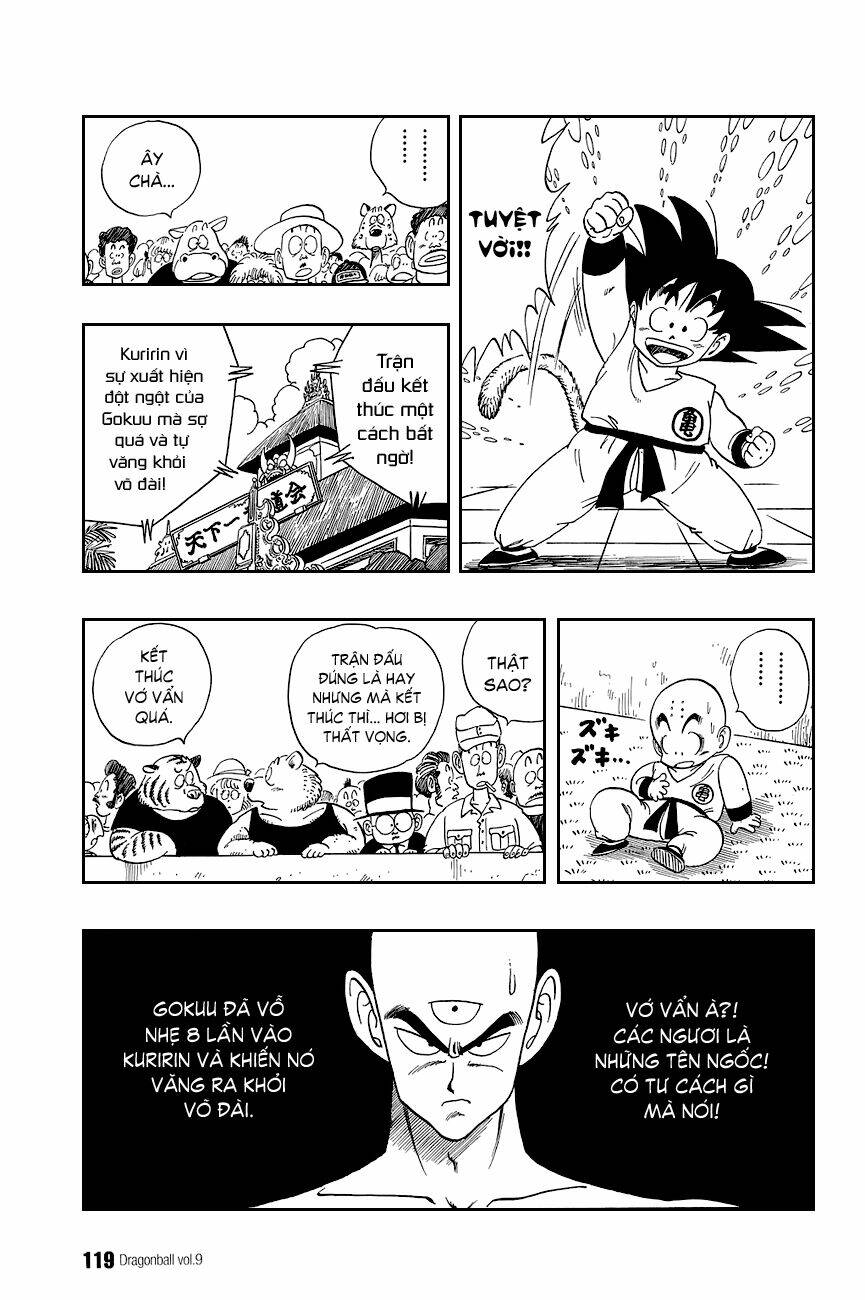 TUYỆT
VỜI!!
⋮⋮
ÂY
CHÀ...
Trận
đấu kết
thúc một
cách bất
ngờ!
Kuririn vì
sự xuất hiện
đột ngột của
Gokuu mà sợ
quá và tự
văng khỏi
võ đài!
天下一武道会
亀
⋮⋮
ズキ
ズキ...
亀
THẬT
SAO?
TRẬN ĐẤU
ĐÚNG LÀ HAY
NHƯNG MÀ KẾT
THÚC THÌ... HƠI BỊ
THẤT VỌNG.
KẾT
THÚC
VỚ VẨN
QUÁ.
VỚ VẨN À?!
CÁC NGƯƠI LÀ
NHỮNG TÊN NGỐC!
CÓ TƯ CÁCH GÌ
MÀ NÓI!
GOKUU ĐÃ VỖ
NHẸ 8 LẦN VÀO
KURIRIN VÀ KHIẾN NÓ
VĂNG RA KHỎI
VÕ ĐÀI.
119 Dragonball vol.9